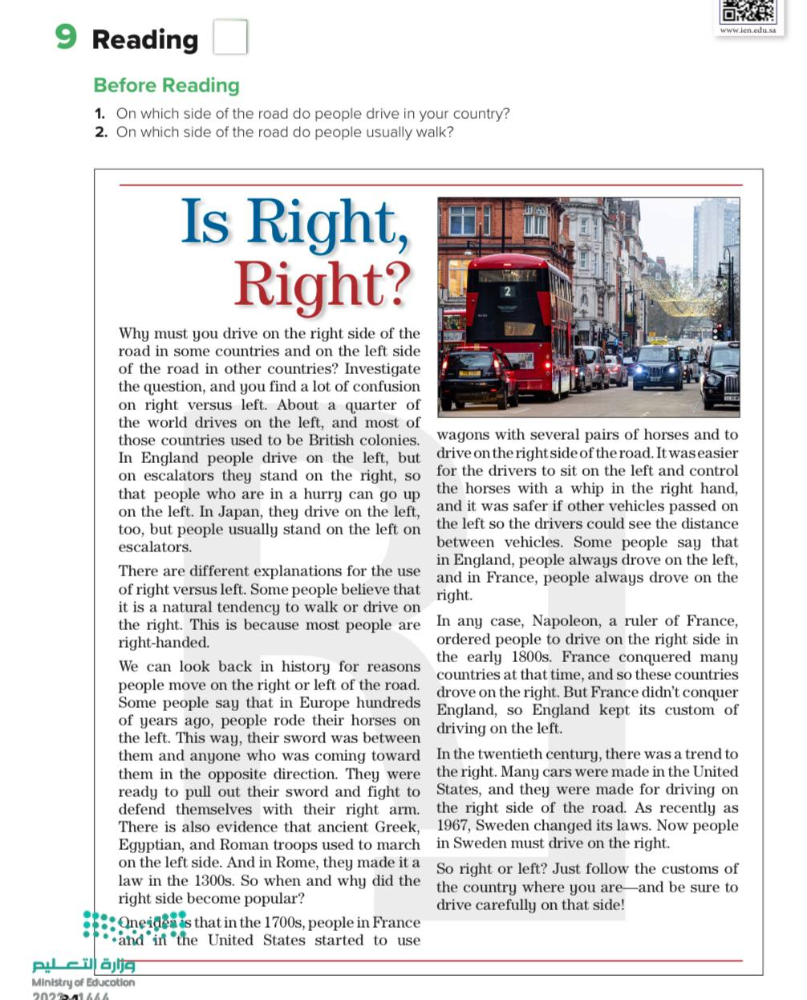 www.ien.edu.sa
9 Reading
Before Reading
1. On which side of the road do people drive in your country?
2. On which side of the road do people usually walk?
Is Right,
Right?
2
Why must you drive on the right side of the
road in some countries and on the left side
of the road in other countries? Investigate
the question, and you find a lot of confusion
on right versus left. About a quarter of
the world drives on the left, and most of
those countries used to be British colonies.
In England people drive on the left, but
on escalators they stand on the right, so
that people who are in a hurry can go up
on the left. In Japan, they drive on the left,
too, but people usually stand on the left on
escalators.
There are different explanations for the use
of right versus left. Some people believe that
it is a natural tendency to walk or drive on
the right. This is because most people are
right-handed.
We can look back in history for reasons
people move on the right or left of the road.
Some people say that in Europe hundreds
of years ago, people rode their horses on
the left. This way, their sword was between
them and anyone who was coming toward
them in the opposite direction. They were
ready to pull out their sword and fight to
defend themselves with their right arm.
There is also evidence that ancient Greek,
Egyptian, and Roman troops used to march
on the left side. And in Rome, they made it a
law in the 1300s. So when and why did the
right side become popular?
One idea is that in the 1700s, people in France
and in the United States started to use
wagons with several pairs of horses and to
drive on the right side of the road. It was easier
for the drivers to sit on the left and control
the horses with a whip in the right hand,
and it was safer if other vehicles passed on
the left so the drivers could see the distance
between vehicles. Some people say that
in England, people always drove on the left,
and in France, people always drove on the
right.
In any case, Napoleon, a ruler of France,
ordered people to drive on the right side in
the early 1800s. France conquered many
countries at that time, and so these countries
drove on the right. But France didn't conquer
England, so England kept its custom of
driving on the left.
In the twentieth century, there was a trend to
the right. Many cars were made in the United
States, and they were made for driving on
the right side of the road. As recently as
1967, Sweden changed its laws. Now people
in Sweden must drive on the right.
So right or left? Just follow the customs of
the country where you are—and be sure to
drive carefully on that side!
وزارة التعليم
Ministry of Education